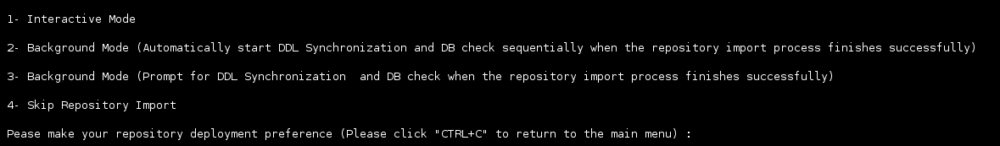 1- Interactive Mode
2- Background Mode (Automatically start DDL Synchronization and DB check sequentially when the repository import process finishes successfully)
3- Background Mode (Prompt for DDL Synchronization  and DB check when the repository import process finishes successfully)
4- Skip Repository Import
Pease make your repository deployment preference (Please click "CTRL+C" to return to the main menu) :